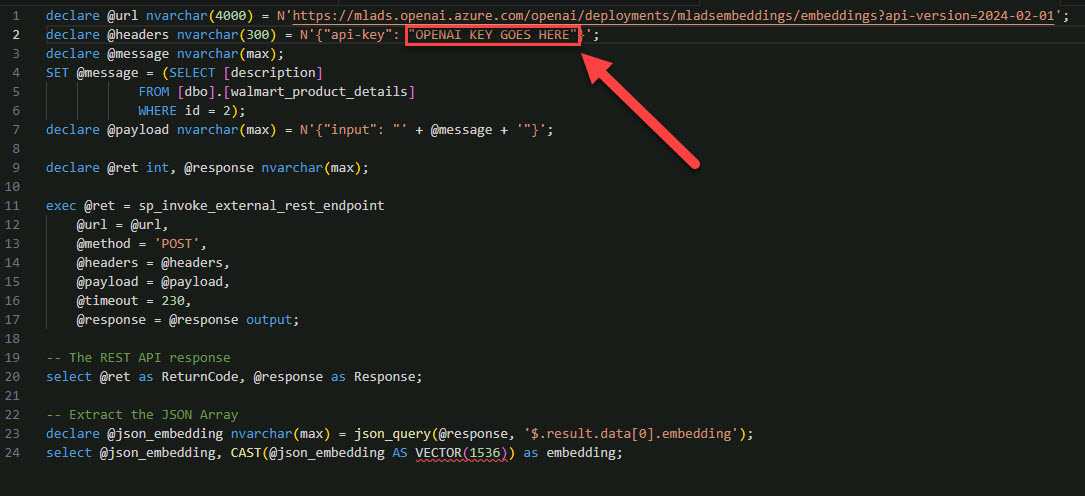 1 declare @url nvarchar(4000) = N'https://mlads.openai.azure.com/openai/deployments/mladsembeddings/embeddings?api-version=2024-02-01';
2 declare @headers nvarchar(300) = N'{"api-key": "OPENAI KEY GOES HERE"}';
3 declare @message nvarchar(max);
4 SET @message = (SELECT [description]
5 FROM [dbo].[walmart_product_details]
6 WHERE id = 2);
7 declare @payload nvarchar(max) = N'{"input": "' + @message + '"}';
8
9 declare @ret int, @response nvarchar(max);
10
11 exec @ret = sp_invoke_external_rest_endpoint
12 @url = @url,
13 @method = 'POST',
14 @headers = @headers,
15 @payload = @payload,
16 @timeout = 230,
17 @response = @response output;
18
19 -- The REST API response
20 select @ret as ReturnCode, @response as Response;
21
22 -- Extract the JSON Array
23 declare @json_embedding nvarchar(max) = json_query(@response, '$.result.data[0].embedding');
24 select @json_embedding, CAST(@json_embedding AS VECTOR(1536)) as embedding;